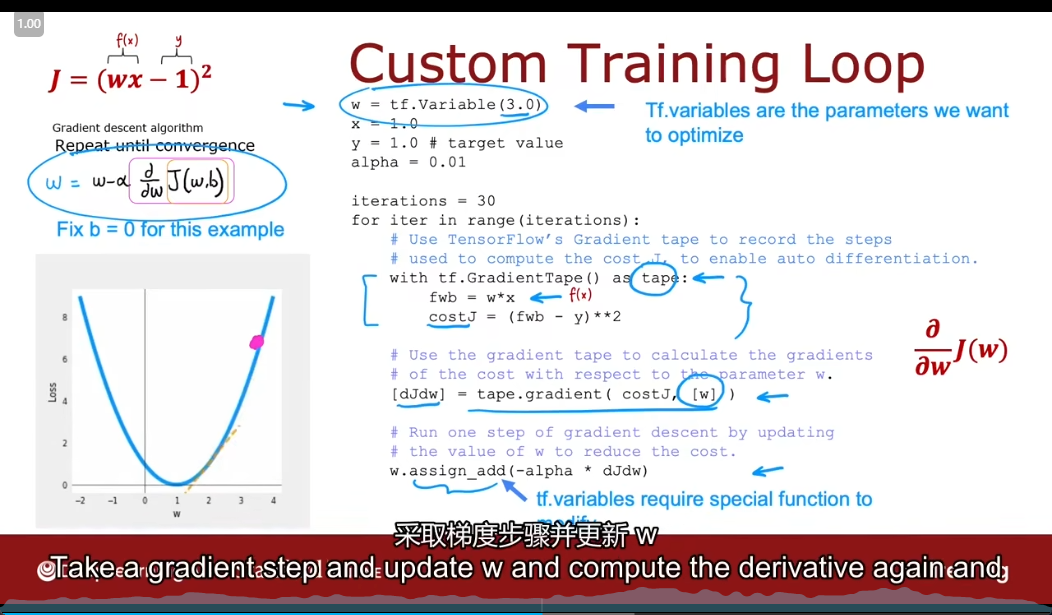 1.00
f(x) y
J = (wx − 1)²
Custom Training Loop
Gradient descent algorithm
Repeat until convergence
w = w-α d/dw J(w,b)
Fix b = 0 for this example
w = tf.Variable(3.0)
x = 1.0
y = 1.0 # target value
alpha = 0.01
Tf.variables are the parameters we want
to optimize
iterations = 30
for iter in range(iterations):
# Use TensorFlow's Gradient tape to record the steps
# used to compute the cost J, to enable auto differentiation.
with tf.GradientTape() as tape:
fwb = w*x f(x)
costJ = (fwb - y)**2
# Use the gradient tape to calculate the gradients
# of the cost with respect to the parameter w.
[dJdw] = tape.gradient( costJ, [w] )
∂/∂w J(w)
# Run one step of gradient descent by updating
# the value of w to reduce the cost.
w.assign_add(-alpha * dJdw)
tf.variables require special function to
modify
Loss
8
6
4
2
0
-2 -1 0 1 2 3 4
w
采取梯度步骤并更新 w
Take a gradient step and update w and compute the derivative again and